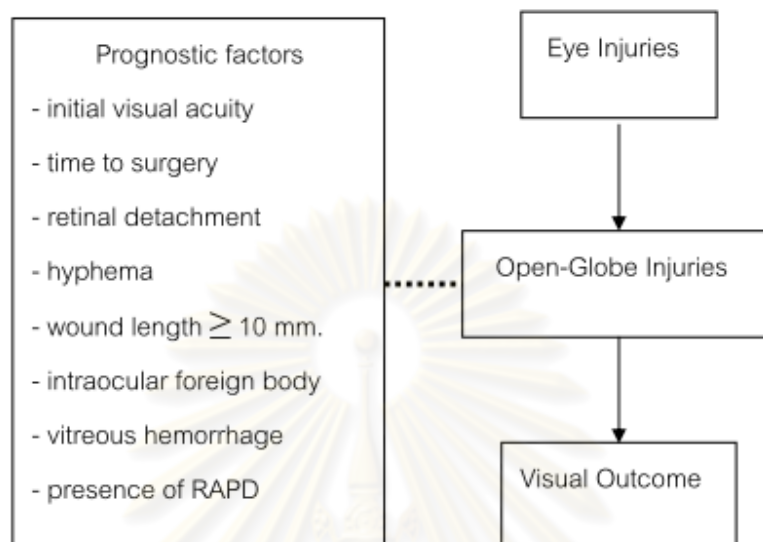 Prognostic factors
- initial visual acuity
- time to surgery
- retinal detachment
- hyphema
- wound length ≥ 10 mm.
- intraocular foreign body
- vitreous hemorrhage
- presence of RAPD
Eye Injuries
Open-Globe Injuries
Visual Outcome